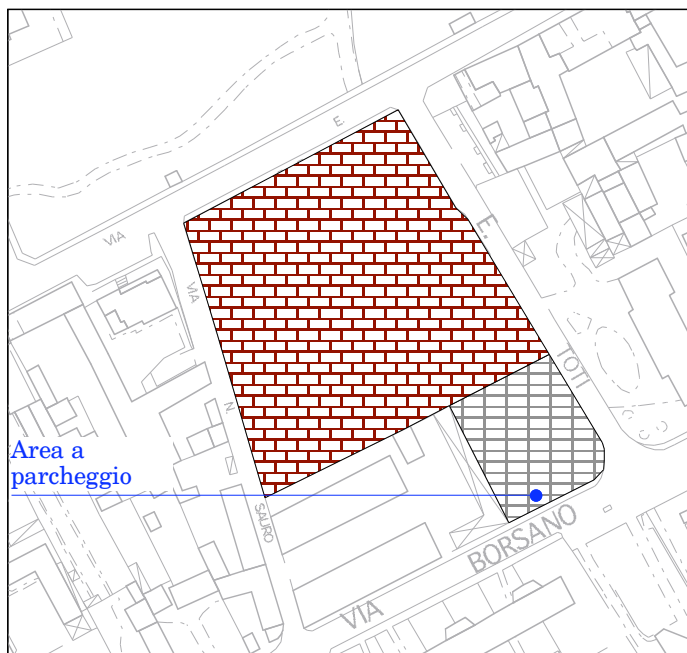 E.
VIA
E.
VIA
TOTI
N.
Area a
parcheggio
SAURO
BORSANO
VIA